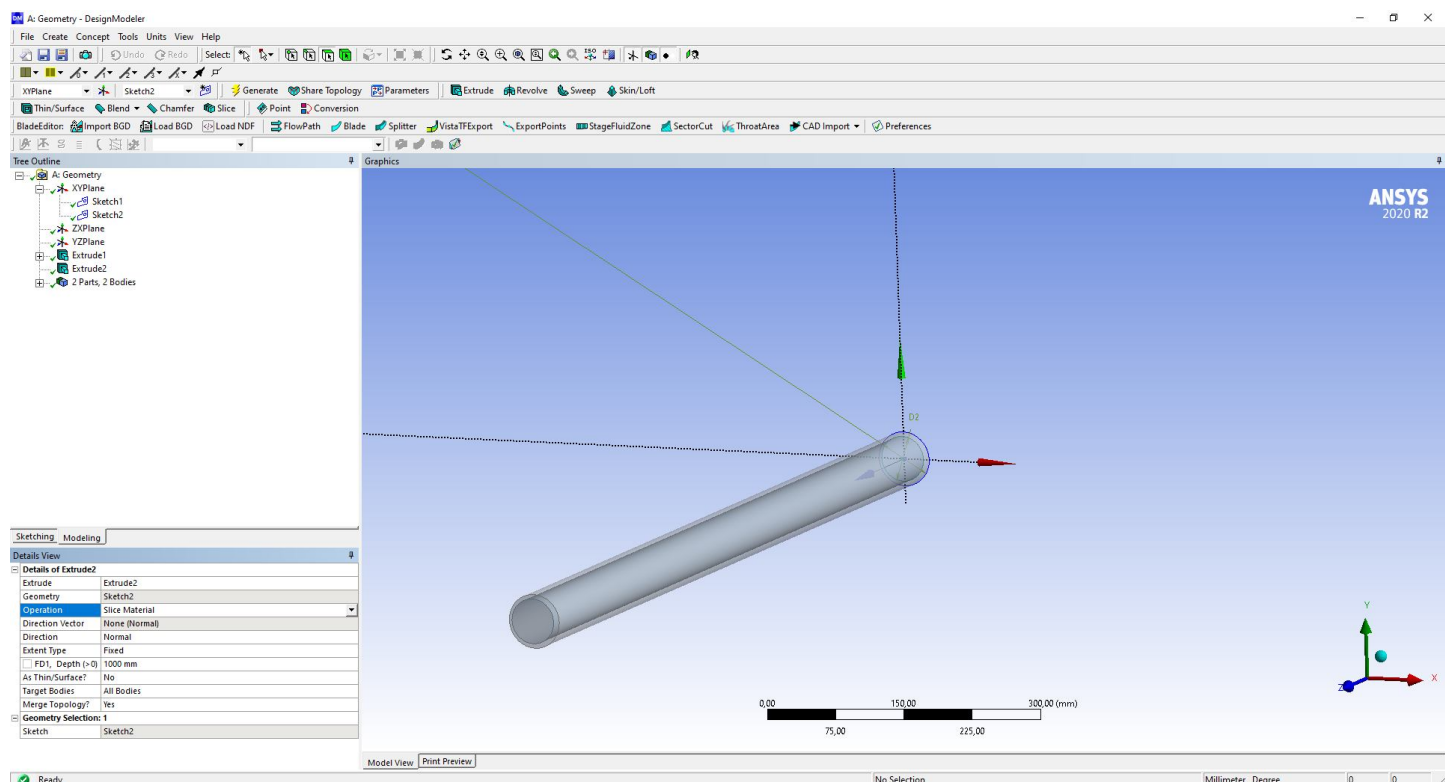 A: Geometry - DesignModeler
File Create Concept Tools Units View Help
Undo Redo Select:
XYPlane Sketch2 Generate Share Topology Parameters Extrude Revolve Sweep Skin/Loft
Thin/Surface Blend Chamfer Slice Point Conversion
BladeEditor: Import BGD Load BGD Load NDF FlowPath Blade Splitter VistaTFExport ExportPoints StageFluidZone SectorCut ThroatArea CAD Import Preferences
Tree Outline
A: Geometry
XYPlane
Sketch1
Sketch2
ZXPlane
YZPlane
Extrude1
Extrude2
2 Parts, 2 Bodies
Sketching Modeling
Details View
Details of Extrude2
Extrude Extrude2
Geometry Sketch2
Operation Slice Material
Direction Vector None (Normal)
Direction Normal
Extent Type Fixed
FD1, Depth (>0) 1000 mm
As Thin/Surface? No
Target Bodies All Bodies
Merge Topology? Yes
Geometry Selection: 1
Sketch Sketch2
Graphics
ANSYS
2020 R2
D2
0,00 150,00 300,00 (mm)
75,00 225,00
Y
X
Z
Model View Print Preview
Ready No Selection Millimeter Degree 0 0